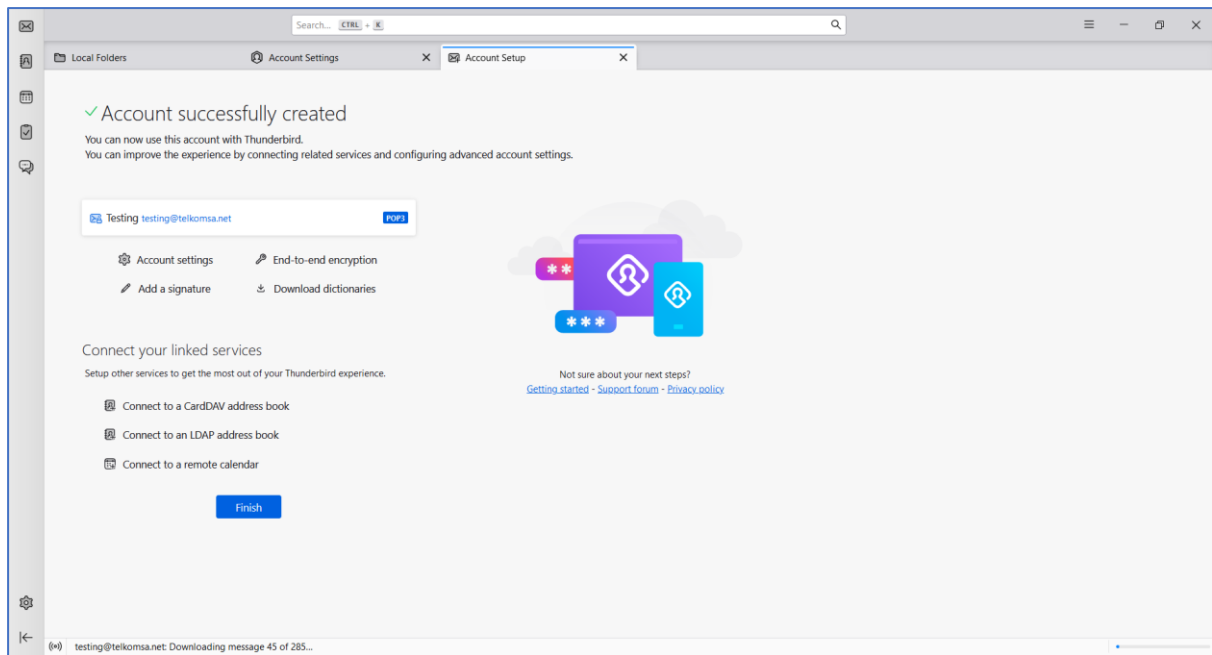 Search... CTRL + K
Local Folders
Account Settings
Account Setup
Account successfully created
You can now use this account with Thunderbird.
You can improve the experience by connecting related services and configuring advanced account settings.
Testing testing@telkomsa.net POP3
Account settings
End-to-end encryption
Add a signature
Download dictionaries
Connect your linked services
Setup other services to get the most out of your Thunderbird experience.
Connect to a CardDAV address book
Connect to an LDAP address book
Connect to a remote calendar
Finish
** 
***
Not sure about your next steps?
Getting started - Support forum - Privacy policy
testing@telkomsa.net: Downloading message 45 of 285...